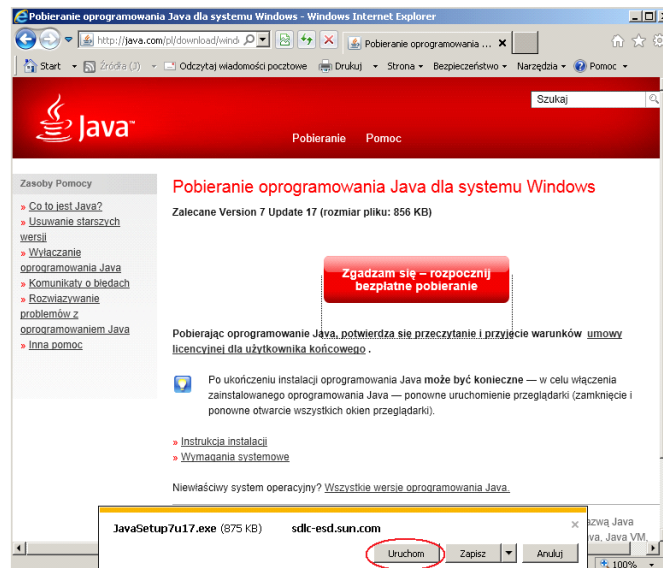 Pobieranie oprogramowania Java dla systemu Windows - Windows Internet Explorer
http://java.com/pl/download/wind
Pobieranie oprogramowania ...
Start
Źródła (J)
Odczytaj wiadomości pocztowe
Drukuj
Strona
Bezpieczeństwo
Narzędzia
Pomoc
Szukaj
Java™
Pobieranie
Pomoc
Zasoby Pomocy
» Co to jest Java?
» Usuwanie starszych
wersji
» Wyłączanie
oprogramowania Java
» Komunikaty o błędach
» Rozwiązywanie
problemów z
oprogramowaniem Java
» Inna pomoc
Pobieranie oprogramowania Java dla systemu Windows
Zalecane Version 7 Update 17 (rozmiar pliku: 856 KB)
Zgadzam się – rozpocznij
bezpłatne pobieranie
Pobierając oprogramowanie Java, potwierdza się przeczytanie i przyjęcie warunków umowy
licencyjnej dla użytkownika końcowego .
Po ukończeniu instalacji oprogramowania Java może być konieczne — w celu włączenia
zainstalowanego oprogramowania Java — ponowne uruchomienie przeglądarki (zamknięcie i
ponowne otwarcie wszystkich okien przeglądarki).
» Instrukcja instalacji
» Wymagania systemowe
Niewłaściwy system operacyjny? Wszystkie wersje oprogramowania Java.
azwą Java
va, Java VM,
JavaSetup7u17.exe (875 KB) sdlc-esd.sun.com
Uruchom
Zapisz
Anuluj
100%